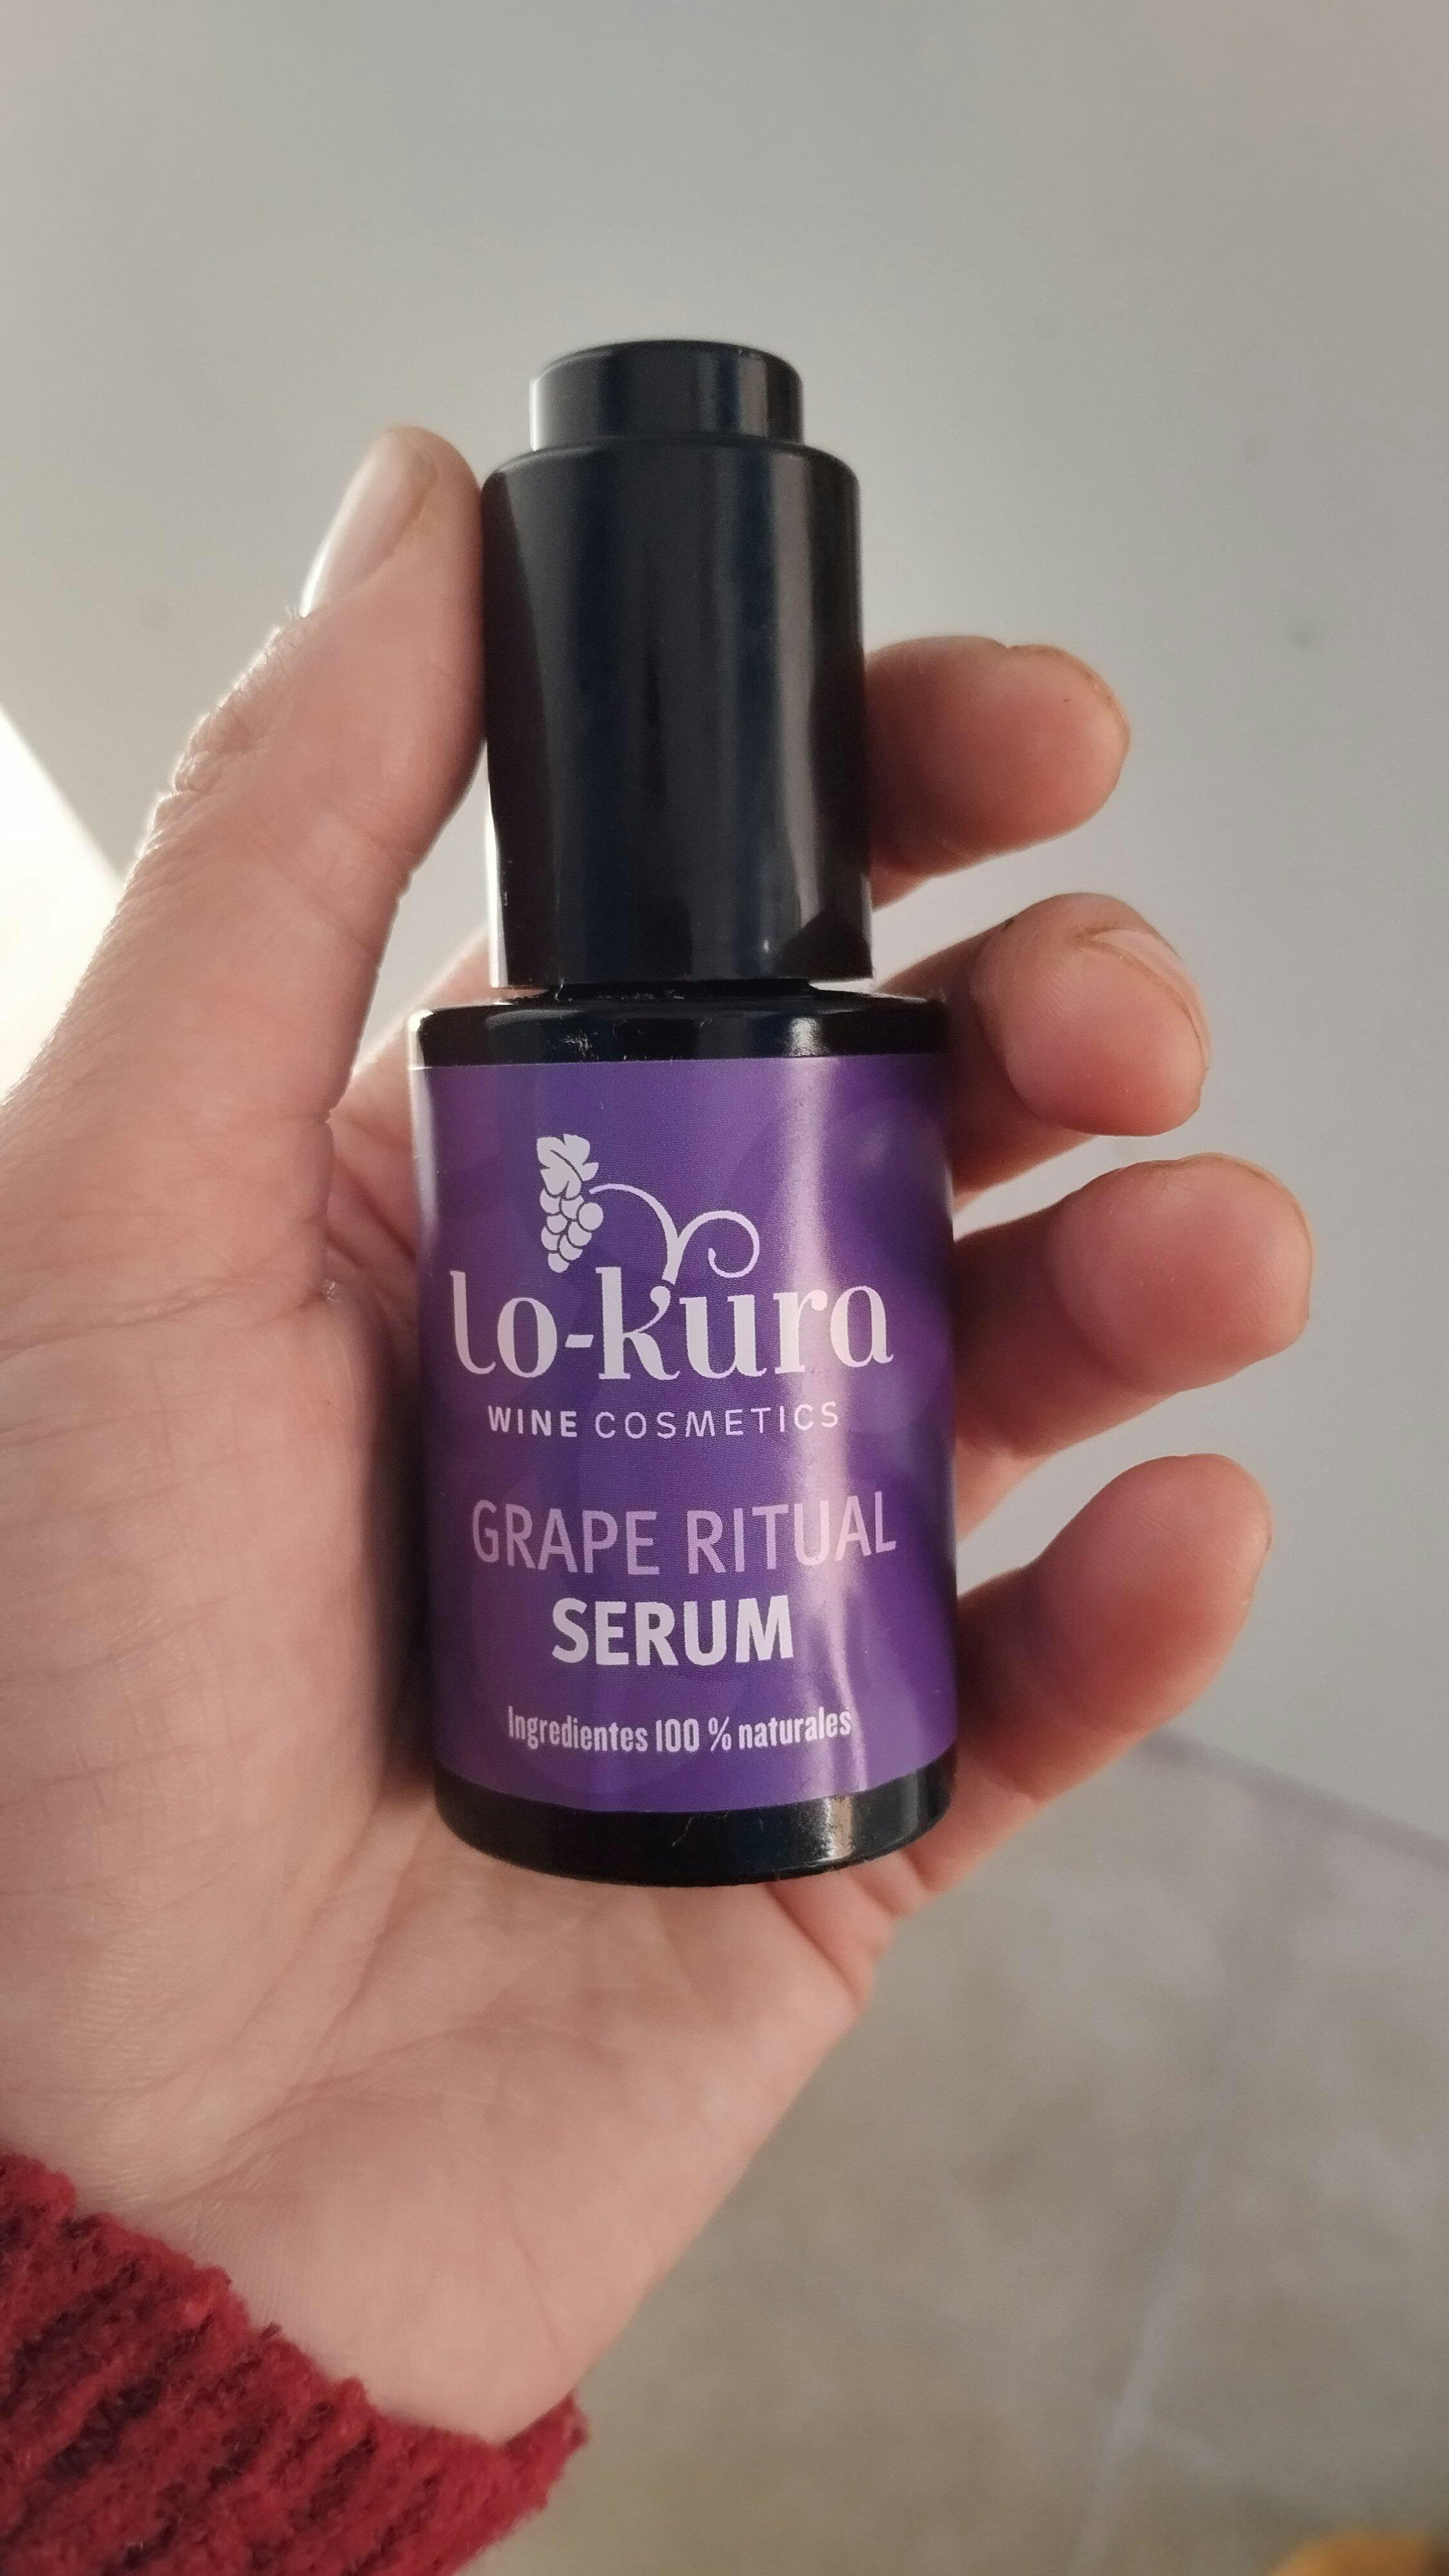 lo-kura
WINE COSMETICS
GRAPE RITUAL
SERUM
Ingredientes 100 % naturales